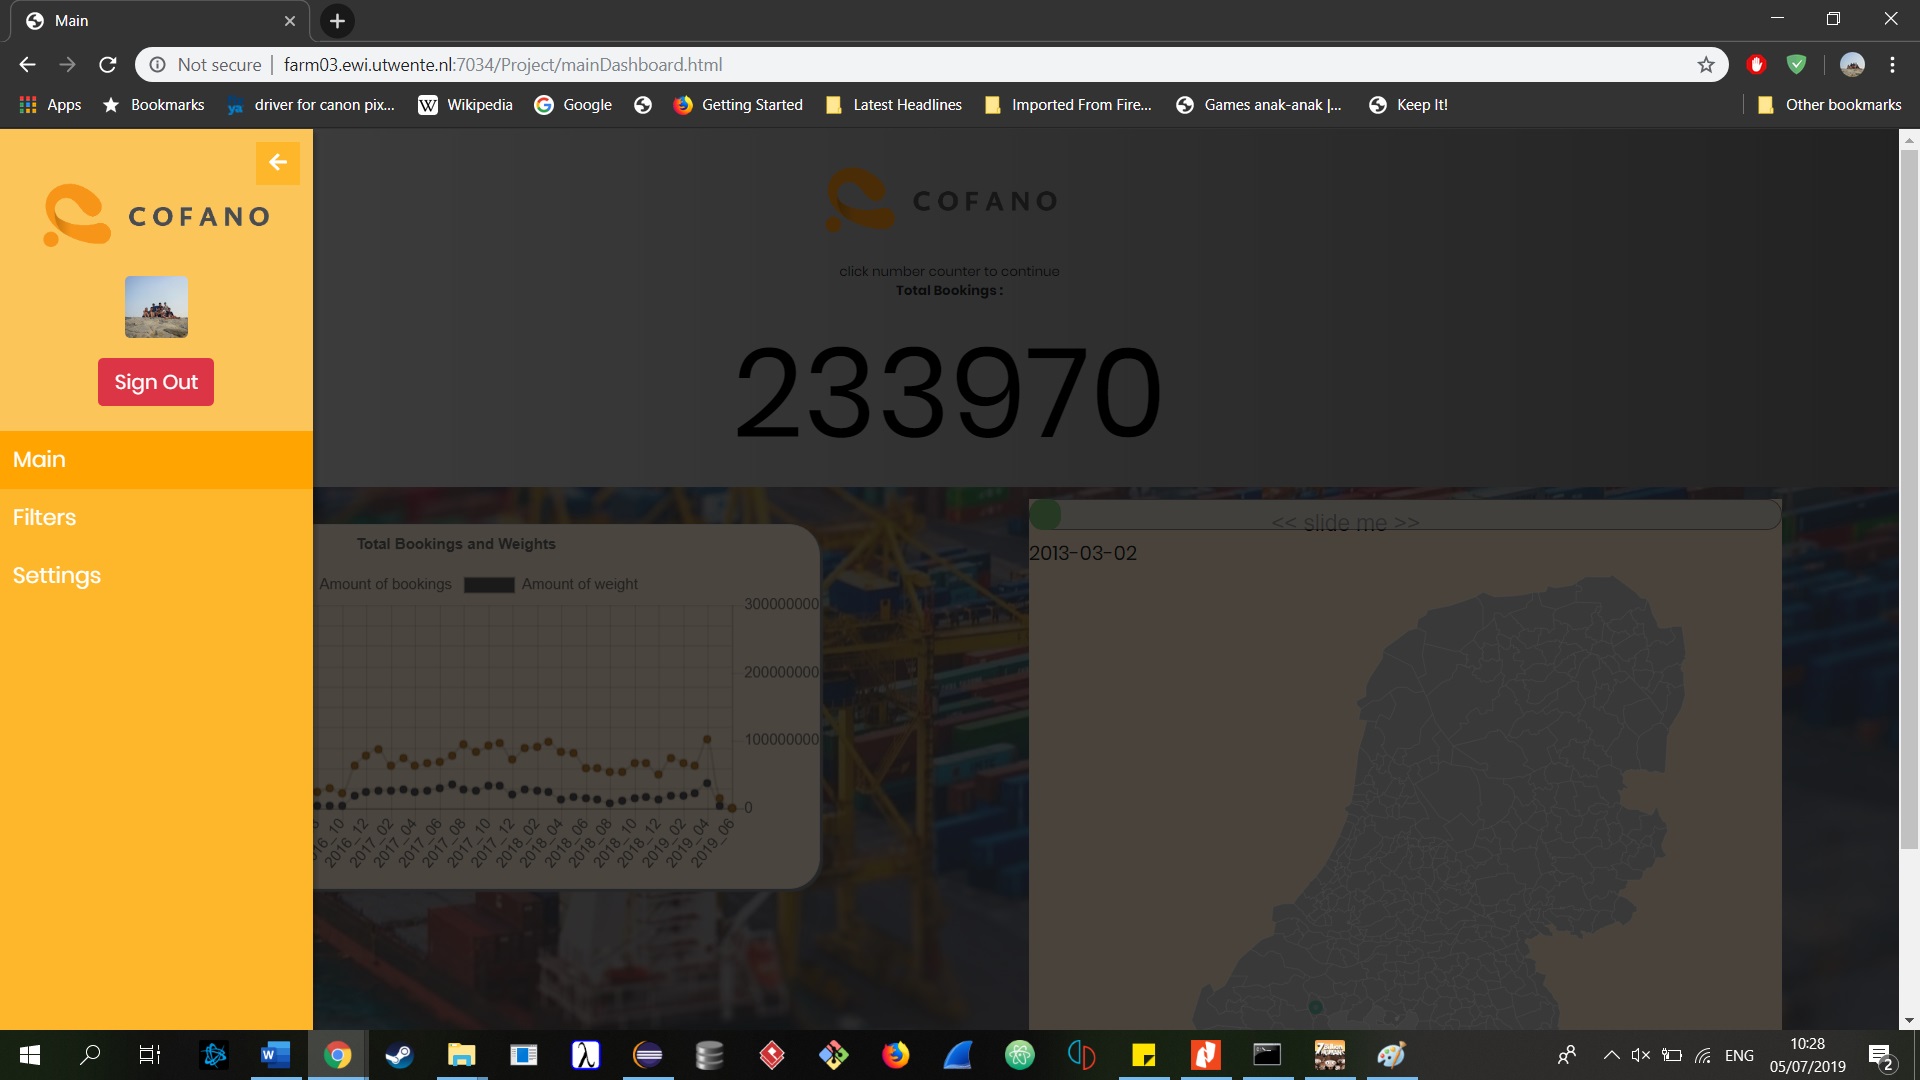 Main
Not secure
farm03.ewi.utwente.nl:7034/Project/mainDashboard.html
Apps
Bookmarks
driver for canon pix...
Wikipedia
Google
Getting Started
Latest Headlines
Imported From Fire...
Games anak-anak |...
Keep It!
Other bookmarks
COFANO
Sign Out
Main
Filters
Settings
COFANO
click number counter to continue
Total Bookings :
233970
Total Bookings and Weights
Amount of bookings
Amount of weight
300000000
200000000
100000000
0
2016_12
2017_02
2017_04
2017_06
2017_08
2017_10
2017_12
2018_02
2018_04
2018_06
2018_08
2018_10
2018_12
2019_02
2019_04
2019_06
<< slide me >>
2013-03-02
ENG
10:28
05/07/2019
2